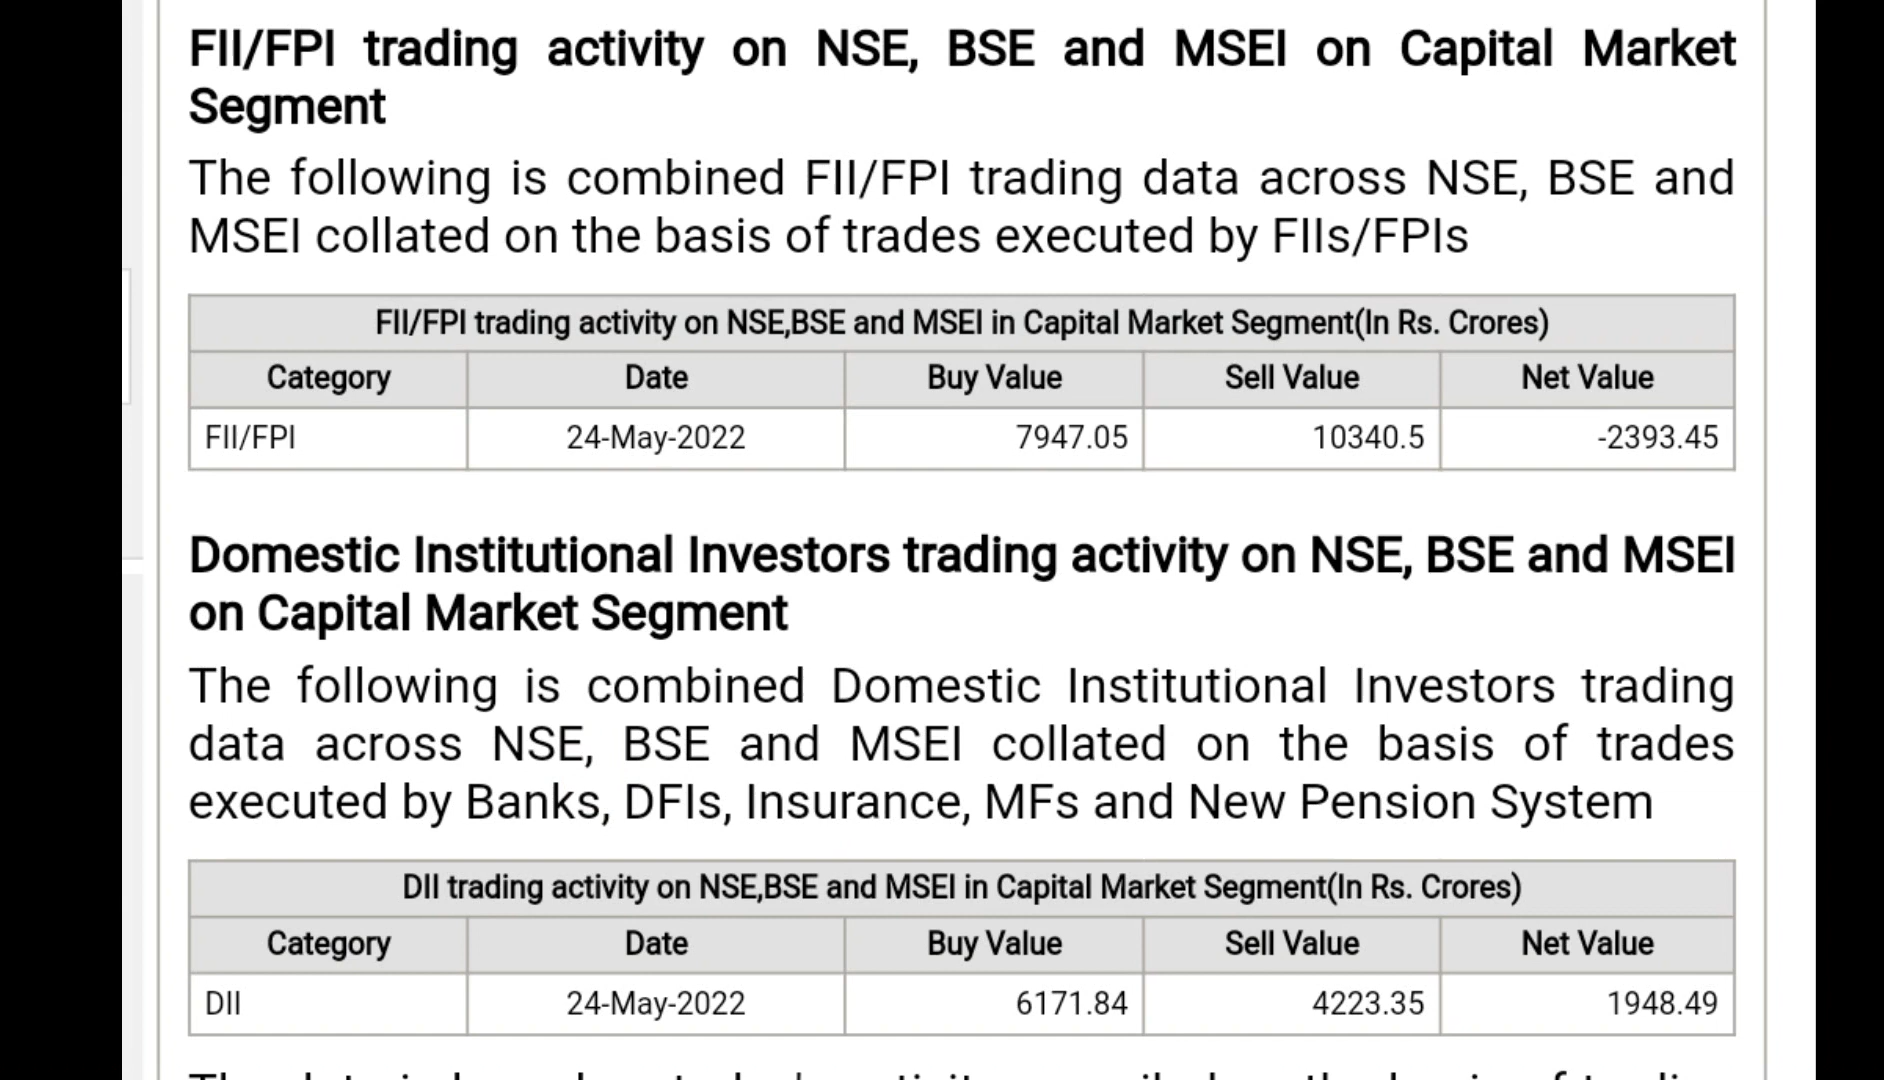 FII/FPI trading activity on NSE, BSE and MSEI on Capital Market
Segment
The following is combined FII/FPI trading data across NSE, BSE and
MSEI collated on the basis of trades executed by FIIs/FPIs
FII/FPI trading activity on NSE,BSE and MSEI in Capital Market Segment(In Rs. Crores)
Category Date Buy Value Sell Value Net Value
FII/FPI 24-May-2022 7947.05 10340.5 -2393.45
Domestic Institutional Investors trading activity on NSE, BSE and MSEI
on Capital Market Segment
The following is combined Domestic Institutional Investors trading
data across NSE, BSE and MSEI collated on the basis of trades
executed by Banks, DFIs, Insurance, MFs and New Pension System
DII trading activity on NSE,BSE and MSEI in Capital Market Segment(In Rs. Crores)
Category Date Buy Value Sell Value Net Value
DII 24-May-2022 6171.84 4223.35 1948.49